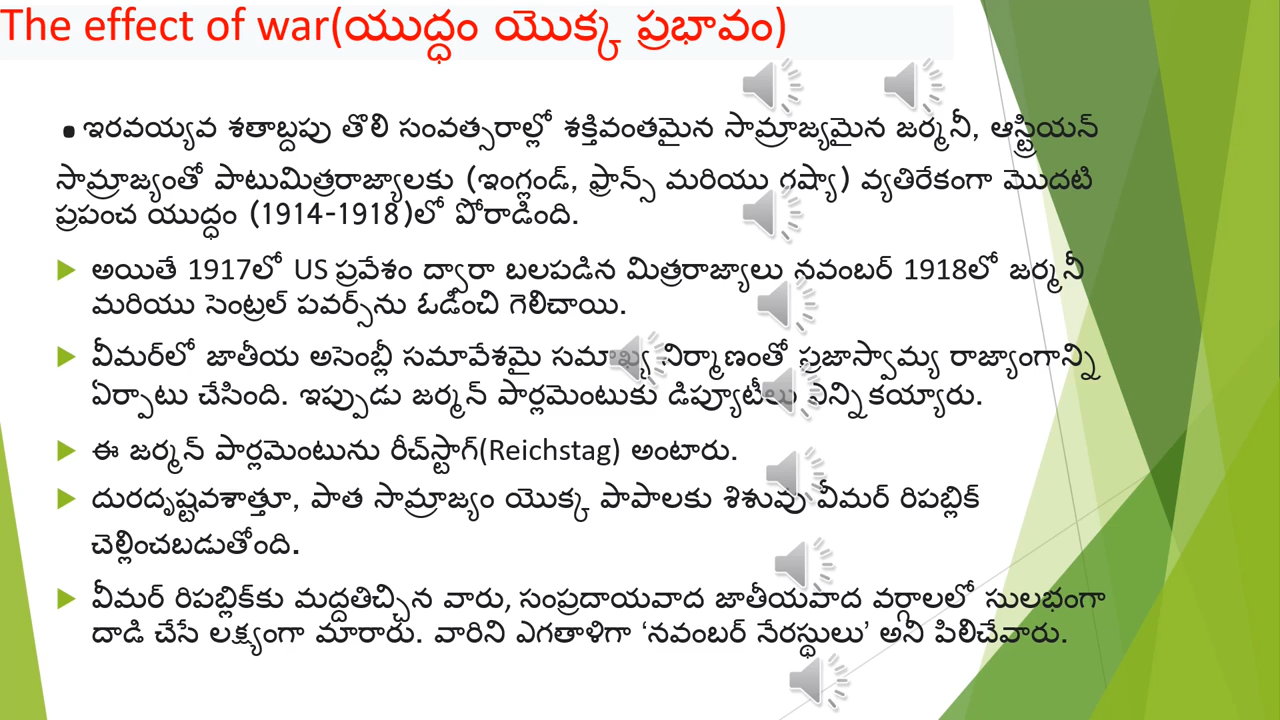 The effect of war(యుద్ధం యొక్క ప్రభావం)
• ఇరవయ్యవ శతాబ్దపు తొలి సంవత్సరాల్లో శక్తివంతమైన సామ్రాజ్యమైన జర్మనీ, ఆస్ట్రియన్
సామ్రాజ్యంతో పాటుమిత్రరాజ్యాలకు (ఇంగ్లండ్, ఫ్రాన్స్ మరియు రష్యా) వ్యతిరేకంగా మొదటి
ప్రపంచ యుద్ధం (1914-1918)లో పోరాడింది.
అయితే 1917లో US ప్రవేశం ద్వారా బలపడిన మిత్రరాజ్యాలు నవంబర్ 1918లో జర్మనీ
మరియు సెంట్రల్ పవర్స్‌ను ఓడించి గెలిచాయి.
వీమర్‌లో జాతీయ అసెంబ్లీ సమావేశమై సమాఖ్య నిర్మాణంతో ప్రజాస్వామ్య రాజ్యాంగాన్ని
ఏర్పాటు చేసింది. ఇప్పుడు జర్మన్ పార్లమెంటుకు డిప్యూటీలు ఎన్నికయ్యారు.
ఈ జర్మన్ పార్లమెంటును రీచ్‌స్టాగ్(Reichstag) అంటారు.
దురదృష్టవశాత్తూ, పాత సామ్రాజ్యం యొక్క పాపాలకు శిశువు వీమర్ రిపబ్లిక్
చెల్లించబడుతోంది.
వీమర్ రిపబ్లిక్‌కు మద్దతిచ్చిన వారు, సంప్రదాయవాద జాతీయవాద వర్గాలలో సులభంగా
దాడి చేసే లక్ష్యంగా మారారు. వారిని ఎగతాళిగా ‘నవంబర్ నేరస్థులు’ అని పిలిచేవారు.